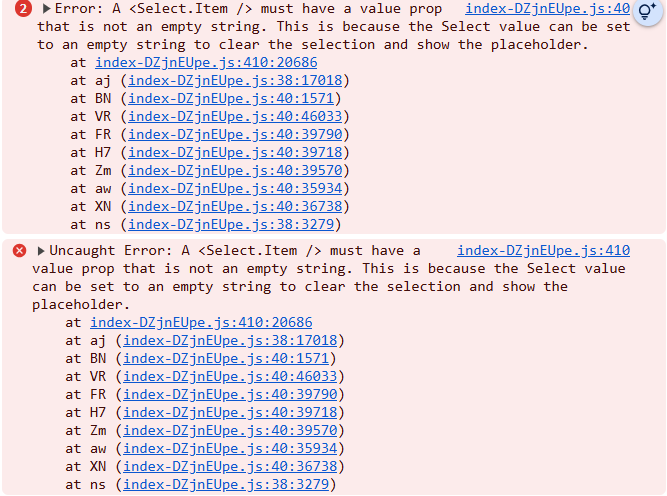 2 ▶Error: A <Select.Item /> must have a value prop index-DZjnEUpe.js:40
that is not an empty string. This is because the Select value can be set
to an empty string to clear the selection and show the placeholder.
at index-DZjnEUpe.js:410:20686
at aj (index-DZjnEUpe.js:38:17018)
at BN (index-DZjnEUpe.js:40:1571)
at VR (index-DZjnEUpe.js:40:46033)
at FR (index-DZjnEUpe.js:40:39790)
at H7 (index-DZjnEUpe.js:40:39718)
at Zm (index-DZjnEUpe.js:40:39570)
at aw (index-DZjnEUpe.js:40:35934)
at XN (index-DZjnEUpe.js:40:36738)
at ns (index-DZjnEUpe.js:38:3279)
▶Uncaught Error: A <Select.Item /> must have a index-DZjnEUpe.js:410
value prop that is not an empty string. This is because the Select value
can be set to an empty string to clear the selection and show the
placeholder.
at index-DZjnEUpe.js:410:20686
at aj (index-DZjnEUpe.js:38:17018)
at BN (index-DZjnEUpe.js:40:1571)
at VR (index-DZjnEUpe.js:40:46033)
at FR (index-DZjnEUpe.js:40:39790)
at H7 (index-DZjnEUpe.js:40:39718)
at Zm (index-DZjnEUpe.js:40:39570)
at aw (index-DZjnEUpe.js:40:35934)
at XN (index-DZjnEUpe.js:40:36738)
at ns (index-DZjnEUpe.js:38:3279)